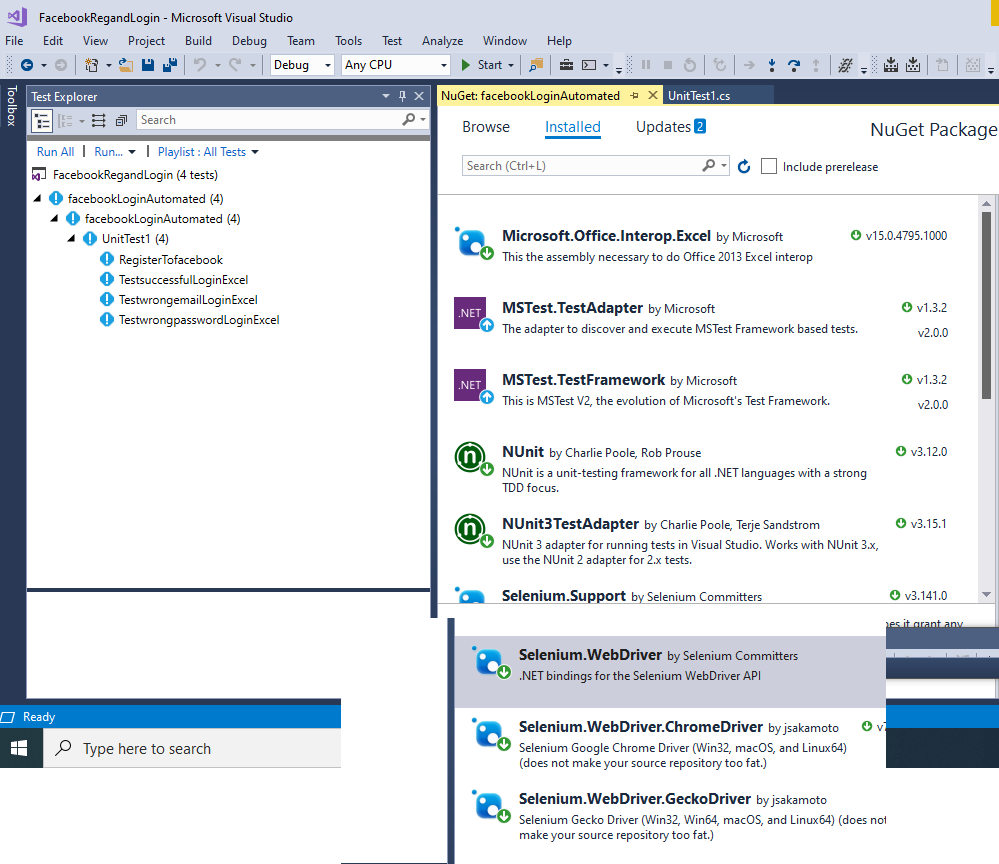 FacebookRegandLogin - Microsoft Visual Studio
File Edit View Project Build Debug Team Tools Test Analyze Window Help
Debug Any CPU Start
Toolbox
Test Explorer
Search
Run All | Run... | Playlist : All Tests
FacebookRegandLogin (4 tests)
facebookLoginAutomated (4)
facebookLoginAutomated (4)
UnitTest1 (4)
RegisterTofacebook
TestsuccessfulLoginExcel
TestwrongemailLoginExcel
TestwrongpasswordLoginExcel
NuGet: facebookLoginAutomated UnitTest1.cs
Browse Installed Updates 2
NuGet Package
Search (Ctrl+L) Include prerelease
Microsoft.Office.Interop.Excel by Microsoft v15.0.4795.1000
This the assembly necessary to do Office 2013 Excel interop
.NET
MSTest.TestAdapter by Microsoft v1.3.2
The adapter to discover and execute MSTest Framework based tests. v2.0.0
.NET
MSTest.TestFramework by Microsoft v1.3.2
This is MSTest V2, the evolution of Microsoft's Test Framework. v2.0.0
n
NUnit by Charlie Poole, Rob Prouse v3.12.0
NUnit is a unit-testing framework for all .NET languages with a strong
TDD focus.
n
NUnit3TestAdapter by Charlie Poole, Terje Sandstrom v3.15.1
NUnit 3 adapter for running tests in Visual Studio. Works with NUnit 3.x,
use the NUnit 2 adapter for 2.x tests.
Selenium.Support by Selenium Committers v3.141.0
it grant any
Selenium.WebDriver by Selenium Committers
.NET bindings for the Selenium WebDriver API
Selenium.WebDriver.ChromeDriver by jsakamoto v7
Selenium Google Chrome Driver (Win32, macOS, and Linux64)
(does not make your source repository too fat.)
Selenium.WebDriver.GeckoDriver by jsakamoto
Selenium Gecko Driver (Win32, Win64, macOS, and Linux64) (does not
make your source repository too fat.)
Ready
Type here to search